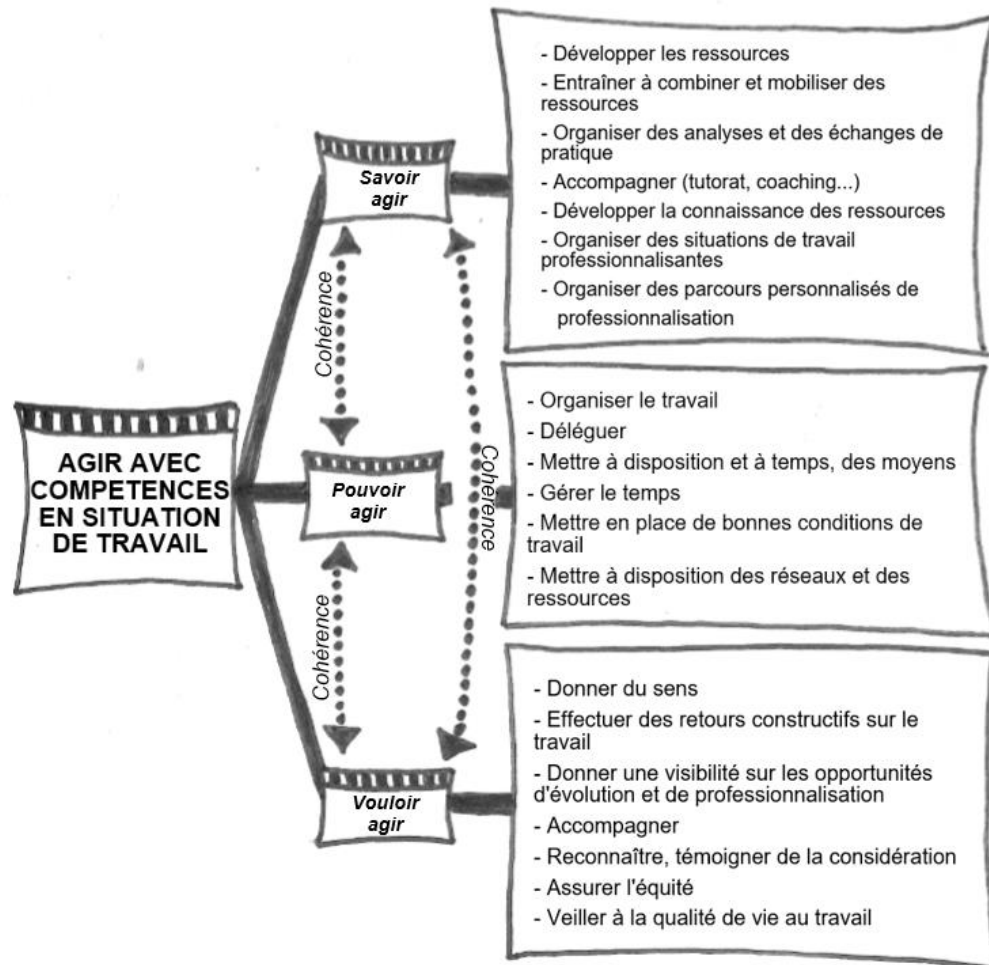 AGIR AVEC
COMPETENCES
EN SITUATION
DE TRAVAIL
Savoir
agir
- Développer les ressources
- Entraîner à combiner et mobiliser des
ressources
- Organiser des analyses et des échanges de
pratique
- Accompagner (tutorat, coaching...)
- Développer la connaissance des ressources
- Organiser des situations de travail
professionnalisantes
- Organiser des parcours personnalisés de
professionnalisation
Cohérence
Cohérence
Pouvoir
agir
- Organiser le travail
- Déléguer
- Mettre à disposition et à temps, des moyens
- Gérer le temps
- Mettre en place de bonnes conditions de
travail
- Mettre à disposition des réseaux et des
ressources
Cohérence
Vouloir
agir
- Donner du sens
- Effectuer des retours constructifs sur le
travail
- Donner une visibilité sur les opportunités
d'évolution et de professionnalisation
- Accompagner
- Reconnaître, témoigner de la considération
- Assurer l'équité
- Veiller à la qualité de vie au travail